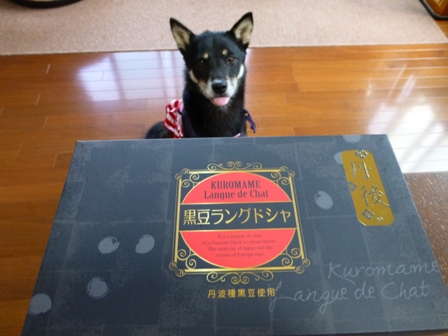 KUROMAME
Langue de Chat
黒豆ラングドシャ
丹波種黒豆使用
丹後
Kuromame
Langue de Chat